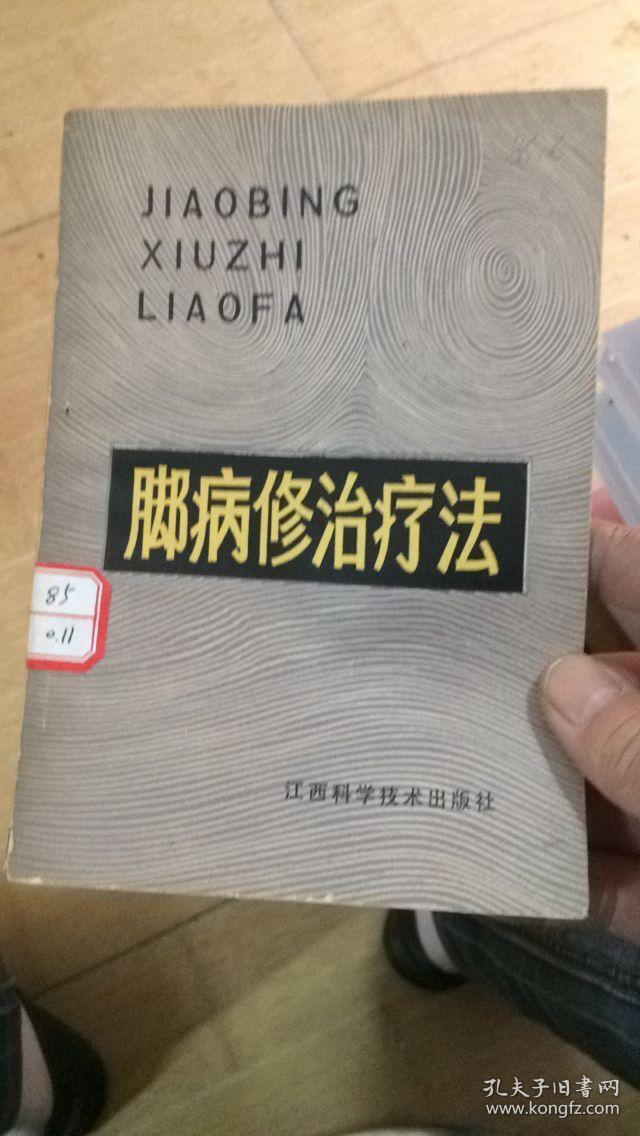 JIAOBING
XIUZHI
LIAOFA
脚病修治疗法
85
0.11
江西科学技术出版社
孔夫子旧书网
www.kongfz.com